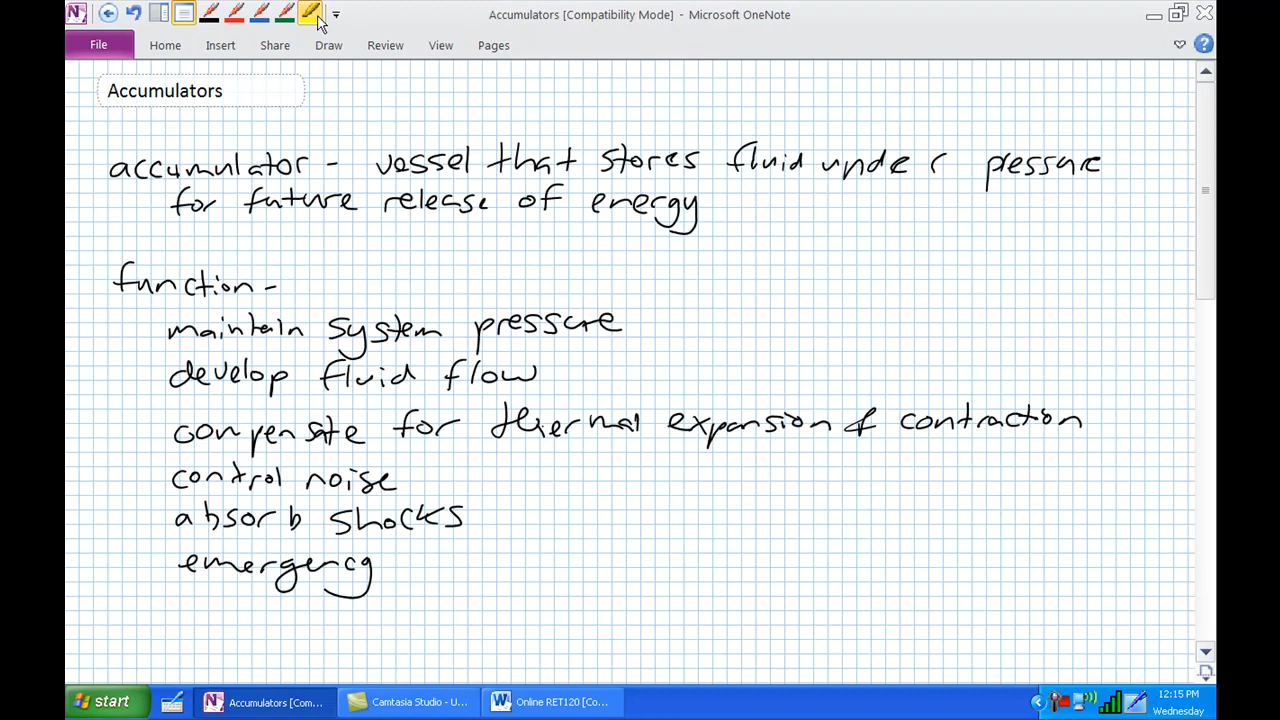 Accumulators [Compatibility Mode] - Microsoft OneNote
File Home Insert Share Draw Review View Pages
Accumulators
accumulator - vessel that stores fluid under pressure
for future release of energy
function -
maintain system pressure
develop fluid flow
compensate for thermal expansion & contraction
control noise
absorb shocks
emergency
start Accumulators [Com... Camtasia Studio - U... Online RET120 [Co... 12:15 PM
Wednesday